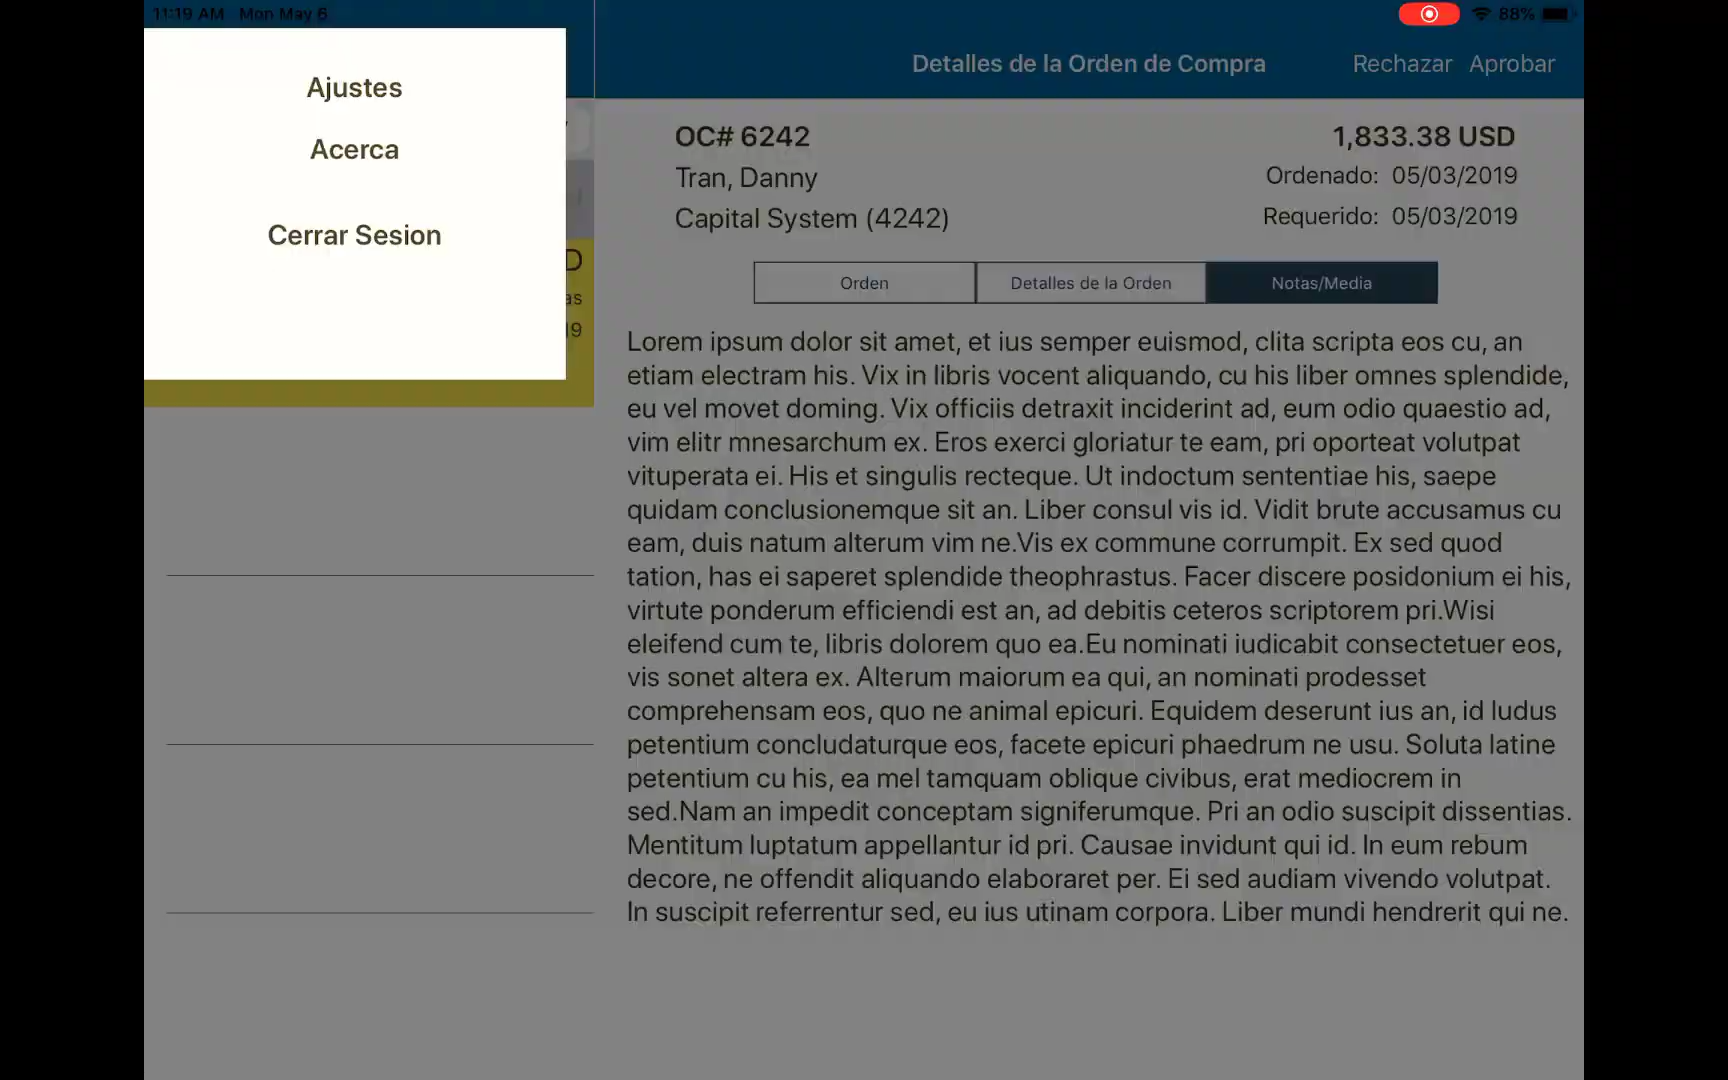 11:19 AM Mon May 6
88%
Ajustes
Acerca
Cerrar Sesion
D
as
19
Detalles de la Orden de Compra
Rechazar Aprobar
OC# 6242
1,833.38 USD
Tran, Danny
Ordenado: 05/03/2019
Capital System (4242)
Requerido: 05/03/2019
Orden
Detalles de la Orden
Notas/Media
Lorem ipsum dolor sit amet, et ius semper euismod, clita scripta eos cu, an
etiam electram his. Vix in libris vocent aliquando, cu his liber omnes splendide,
eu vel movet doming. Vix officiis detraxit inciderint ad, eum odio quaestio ad,
vim elitr mnesarchum ex. Eros exerci gloriatur te eam, pri oporteat volutpat
vituperata ei. His et singulis recteque. Ut indoctum sententiae his, saepe
quidam conclusionemque sit an. Liber consul vis id. Vidit brute accusamus cu
eam, duis natum alterum vim ne.Vis ex commune corrumpit. Ex sed quod
tation, has ei saperet splendide theophrastus. Facer discere posidonium ei his,
virtute ponderum efficiendi est an, ad debitis ceteros scriptorem pri.Wisi
eleifend cum te, libris dolorem quo ea.Eu nominati iudicabit consectetuer eos,
vis sonet altera ex. Alterum maiorum ea qui, an nominati prodesset
comprehensam eos, quo ne animal epicuri. Equidem deserunt ius an, id ludus
petentium concludaturque eos, facete epicuri phaedrum ne usu. Soluta latine
petentium cu his, ea mel tamquam oblique civibus, erat mediocrem in
sed.Nam an impedit conceptam signiferumque. Pri an odio suscipit dissentias.
Mentitum luptatum appellantur id pri. Causae invidunt qui id. In eum rebum
decore, ne offendit aliquando elaboraret per. Ei sed audiam vivendo volutpat.
In suscipit referrentur sed, eu ius utinam corpora. Liber mundi hendrerit qui ne.